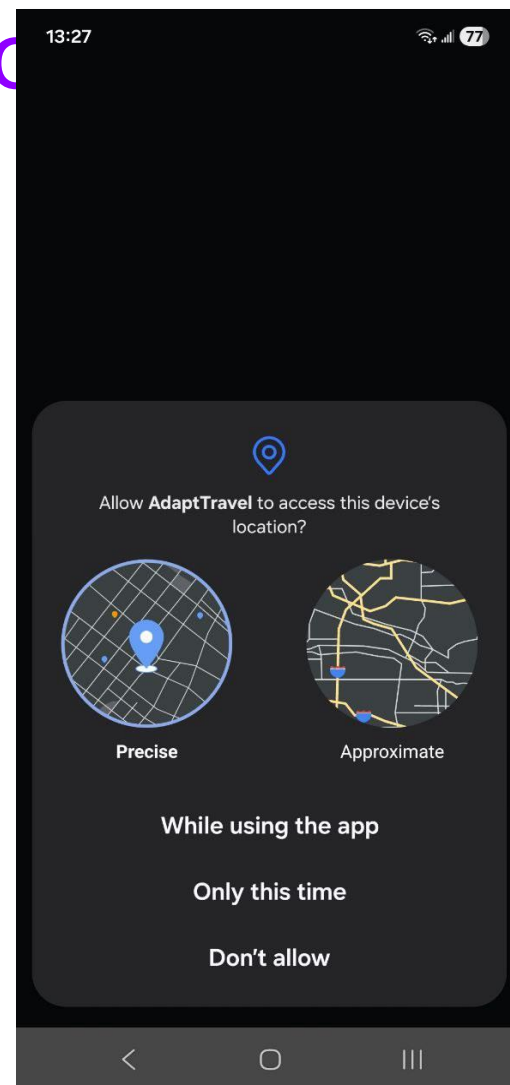 13:27
77
Allow AdaptTravel to access this device's
location?
Precise
Approximate
While using the app
Only this time
Don't allow